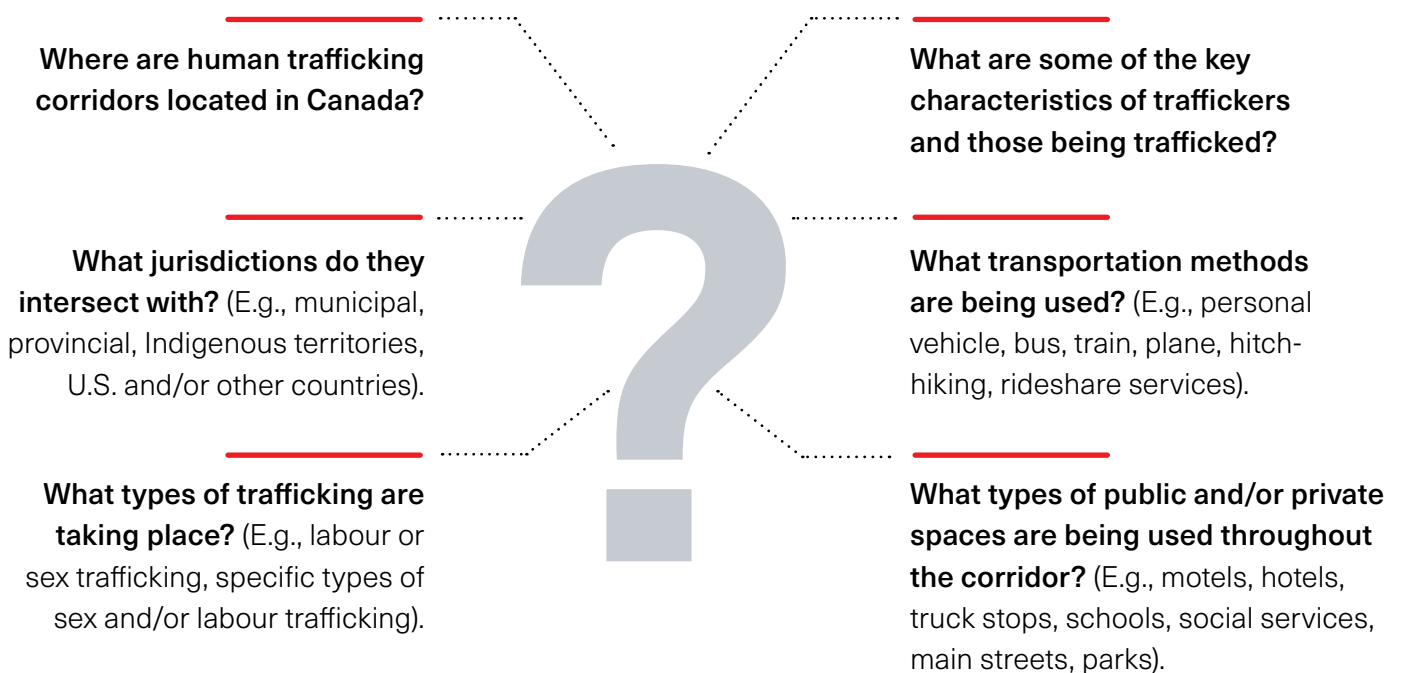 Where are human trafficking
corridors located in Canada?
What jurisdictions do they
intersect with? (E.g., municipal,
provincial, Indigenous territories,
U.S. and/or other countries).
What types of trafficking are
taking place? (E.g., labour or
sex trafficking, specific types of
sex and/or labour trafficking).
What are some of the key
characteristics of traffickers
and those being trafficked?
What transportation methods
are being used? (E.g., personal
vehicle, bus, train, plane, hitch-
hiking, rideshare services).
What types of public and/or private
spaces are being used throughout
the corridor? (E.g., motels, hotels,
truck stops, schools, social services,
main streets, parks).
?